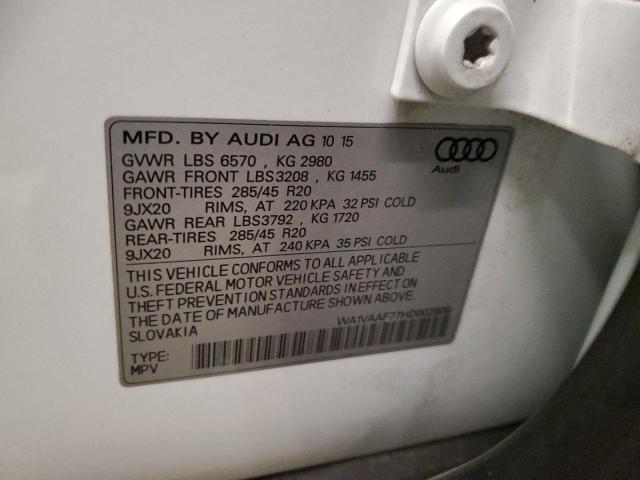 MFD. BY AUDI AG 10 15
GVWR LBS 6570 , KG 2980
GAWR FRONT LBS3208 , KG 1455
FRONT-TIRES 285/45 R20
9JX20 RIMS, AT 220 KPA 32 PSI COLD
GAWR REAR LBS3792 , KG 1720
REAR-TIRES 285/45 R20
9JX20 RIMS, AT 240 KPA 35 PSI COLD
THIS VEHICLE CONFORMS TO ALL APPLICABLE
U.S. FEDERAL MOTOR VEHICLE SAFETY AND
THEFT PREVENTION STANDARDS IN EFFECT ON
THE DATE OF MANUFACTURE SHOWN ABOVE.
SLOVAKIA
WA1VAAF77HD002806
TYPE:
MPV
Audi